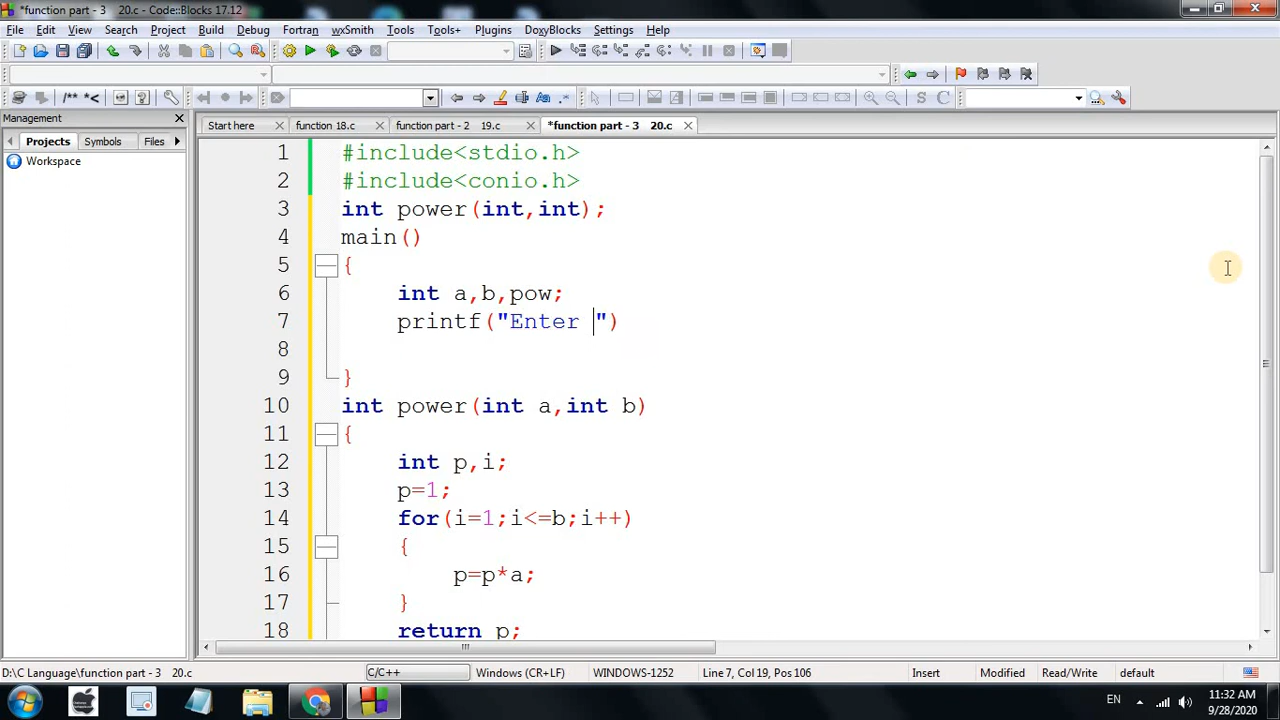 *function part - 3    20.c - Code::Blocks 17.12
File Edit View Search Project Build Debug Fortran wxSmith Tools Tools+ Plugins DoxyBlocks Settings Help
/** *<
S C
Management
Start here function 18.c function part - 2   19.c *function part - 3    20.c
Projects Symbols Files
Workspace
1 #include<stdio.h>
2 #include<conio.h>
3 int power(int,int);
4 main()
5 {
6 int a,b,pow;
7 printf("Enter ")
8
9 }
10 int power(int a,int b)
11 {
12 int p,i;
13 p=1;
14 for(i=1;i<=b;i++)
15 {
16 p=p*a;
17 }
18 return p;
D:\C Language\function part - 3    20.c C/C++ Windows (CR+LF) WINDOWS-1252 Line 7, Col 19, Pos 106 Insert Modified Read/Write default
EN 11:32 AM
9/28/2020